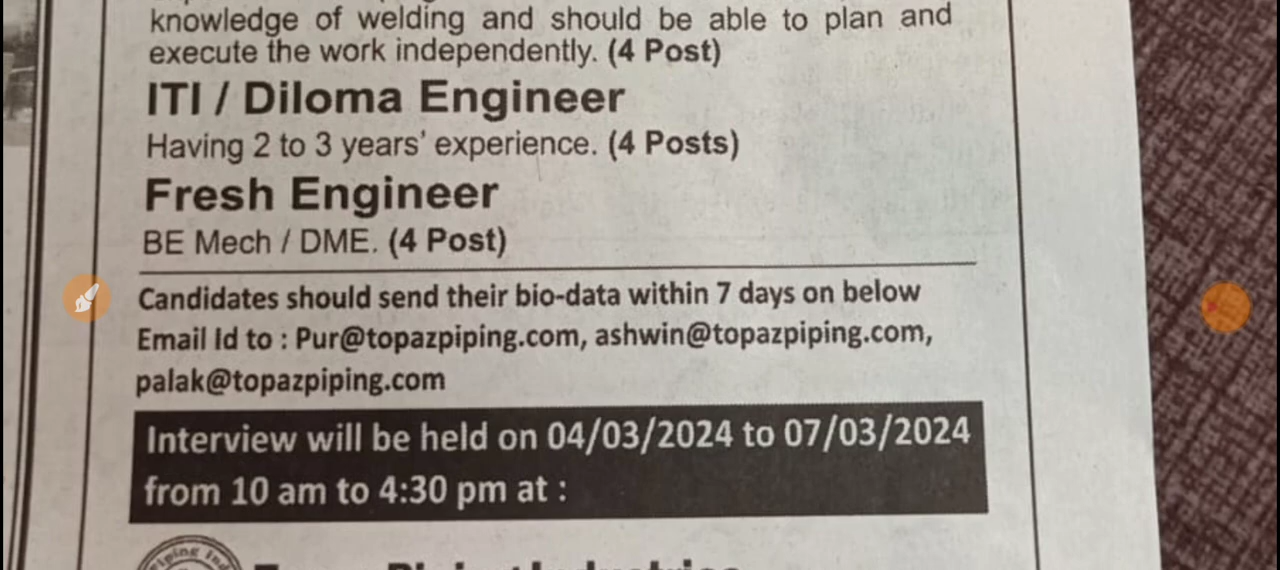 knowledge of welding and should be able to plan and
execute the work independently. (4 Post)
ITI / Diloma Engineer
Having 2 to 3 years' experience. (4 Posts)
Fresh Engineer
BE Mech / DME. (4 Post)
Candidates should send their bio-data within 7 days on below
Email Id to : Pur@topazpiping.com, ashwin@topazpiping.com,
palak@topazpiping.com
Interview will be held on 04/03/2024 to 07/03/2024
from 10 am to 4:30 pm at :